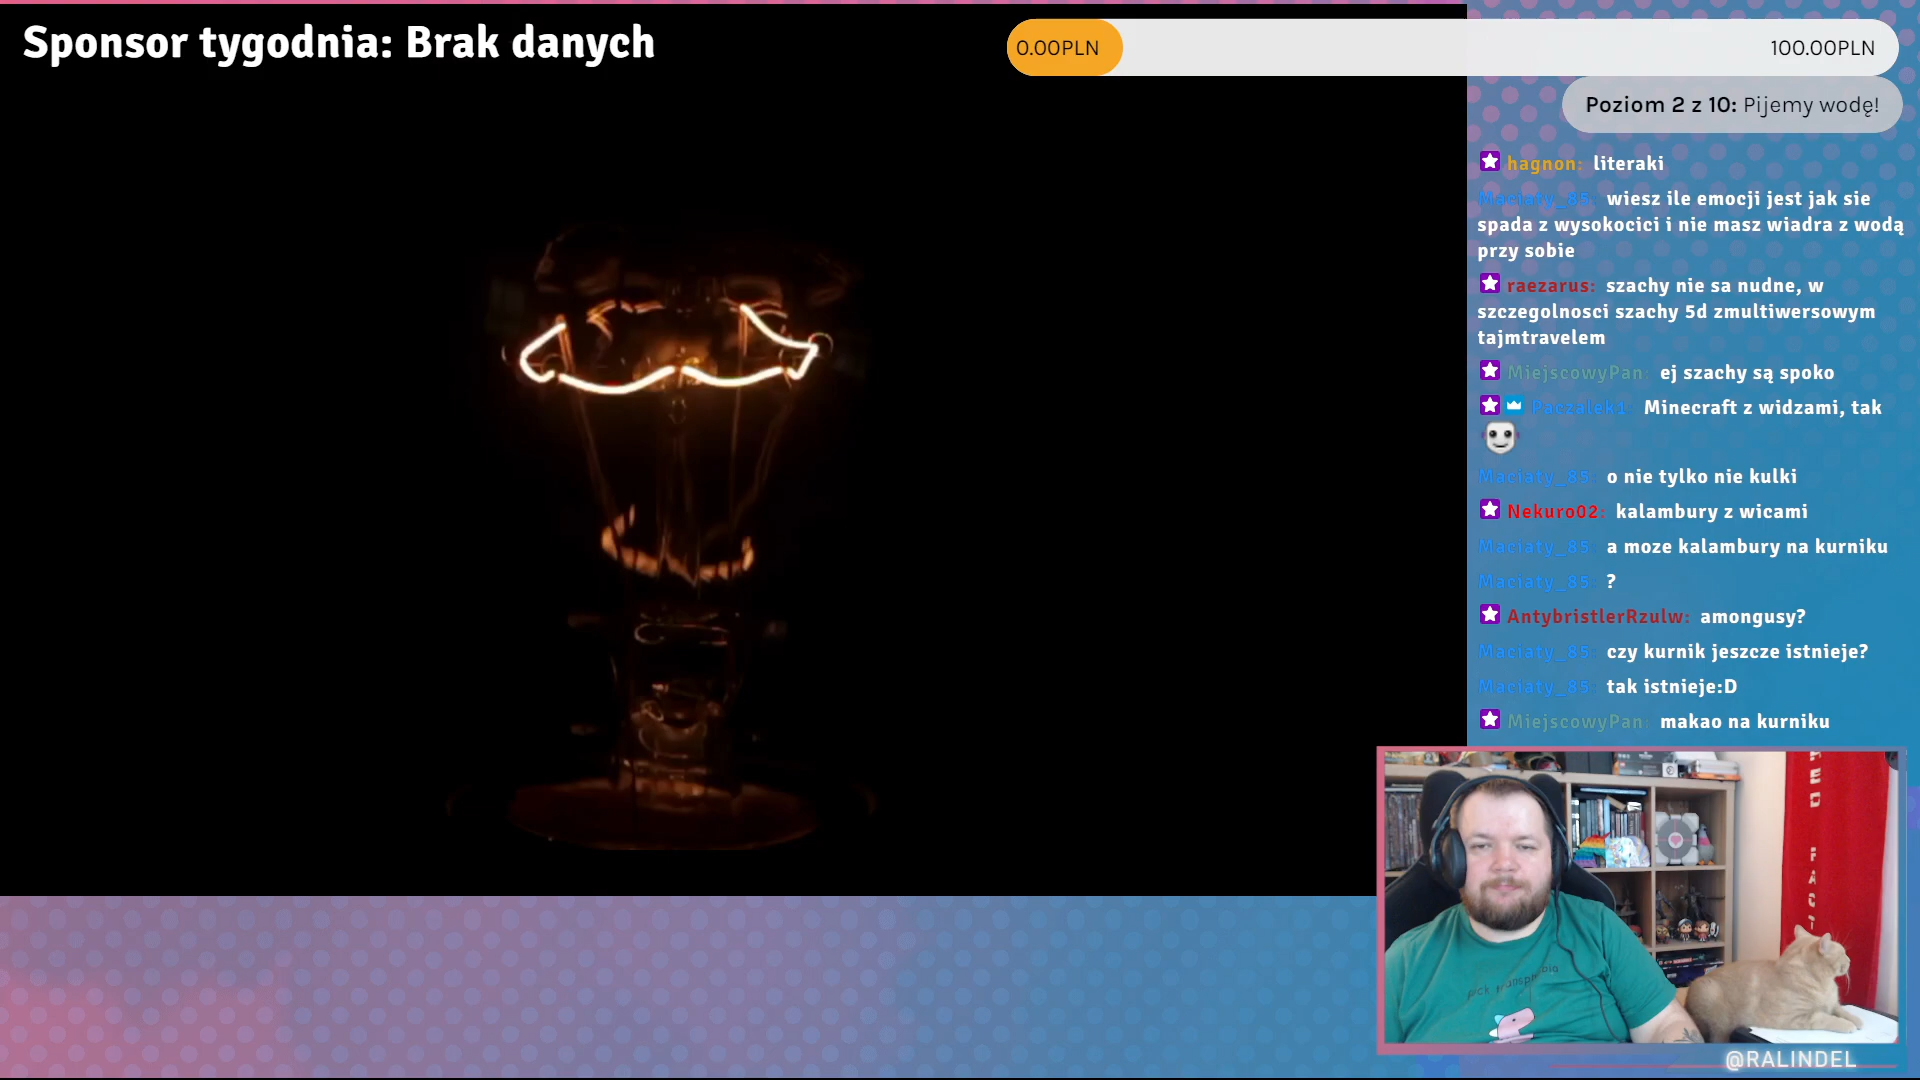 Sponsor tygodnia: Brak danych
0.00PLN
100.00PLN
Poziom 2 z 10: Pijemy wodę!
hagnon: literaki
Maciaty_85: wiesz ile emocji jest jak sie
spada z wysokocici i nie masz wiadra z wodą
przy sobie
raezarus: szachy nie sa nudne, w
szczegolnosci szachy 5d zmultiwersowym
tajmtravelem
MiejscowyPan: ej szachy są spoko
Paczalek1: Minecraft z widzami, tak
Maciaty_85: o nie tylko nie kulki
Nekuro02: kalambury z wicami
Maciaty_85: a moze kalambury na kurniku
Maciaty_85: ?
AntybristlerRzulw: amongusy?
Maciaty_85: czy kurnik jeszcze istnieje?
Maciaty_85: tak istnieje:D
MiejscowyPan: makao na kurniku
@RALINDEL